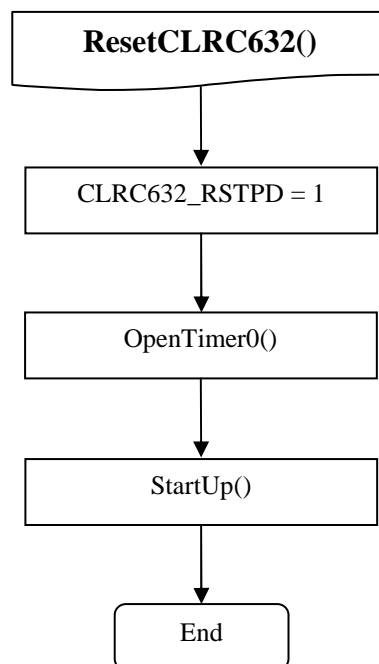 ResetCLRC632()
CLRC632_RSTPD = 1
OpenTimer0()
StartUp()
End